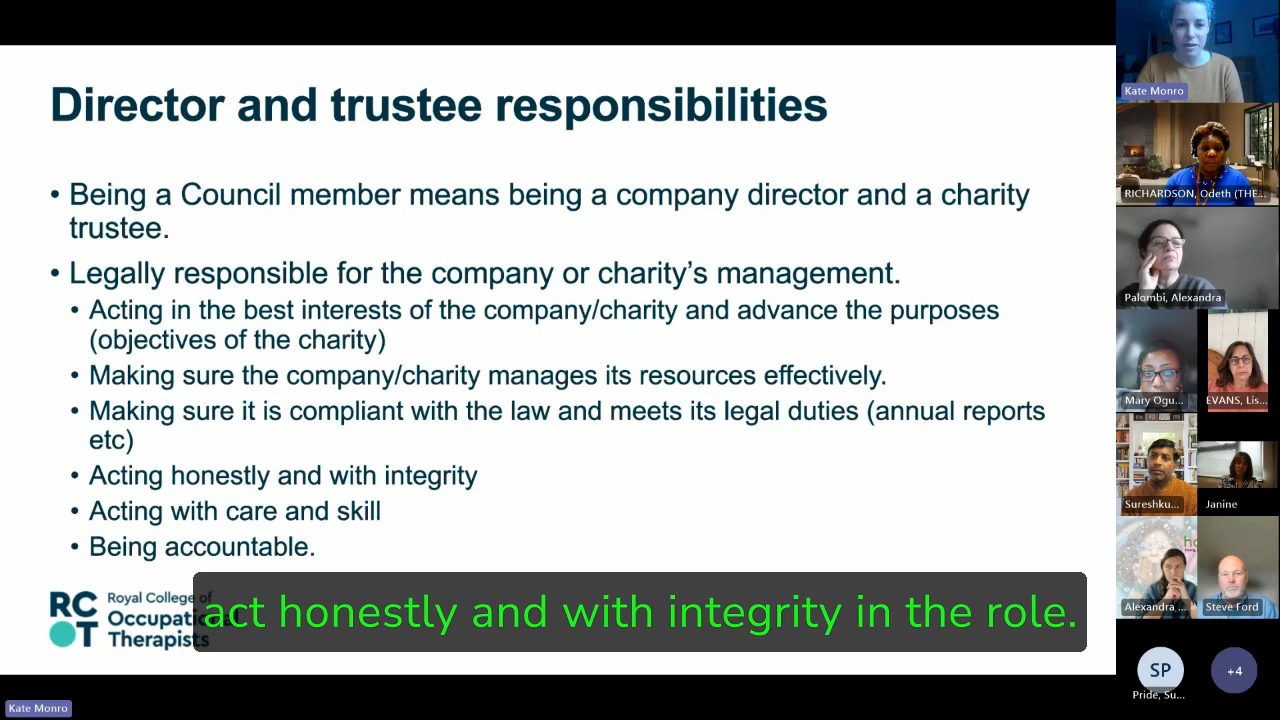 Director and trustee responsibilities
• Being a Council member means being a company director and a charity
trustee.
• Legally responsible for the company or charity's management.
• Acting in the best interests of the company/charity and advance the purposes
(objectives of the charity)
• Making sure the company/charity manages its resources effectively.
• Making sure it is compliant with the law and meets its legal duties (annual reports
etc)
• Acting honestly and with integrity
• Acting with care and skill
• Being accountable.
RC
OT
Royal College of
Occupational
Therapists
act honestly and with integrity in the role.
Kate Monro
Kate Monro
RICHARDSON, Odeth (THE...
Palombi, Alexandra
Mary Ogu...
EVANS, Lis...
Sureshku...
Janine
Alexandra ...
Steve Ford
SP
Pride, Su...
+4